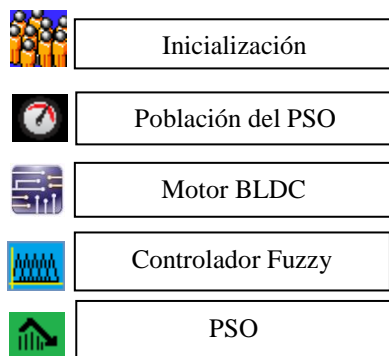 Inicialización
Población del PSO
Motor BLDC
Controlador Fuzzy
PSO